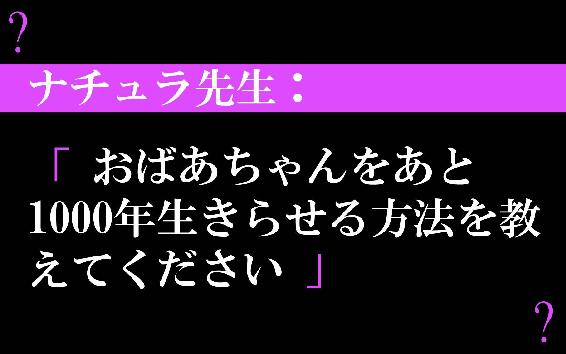 ?
ナチュラ先生：
「 おばあちゃんをあと
1000年生きらせる方法を教
えてください 」
?